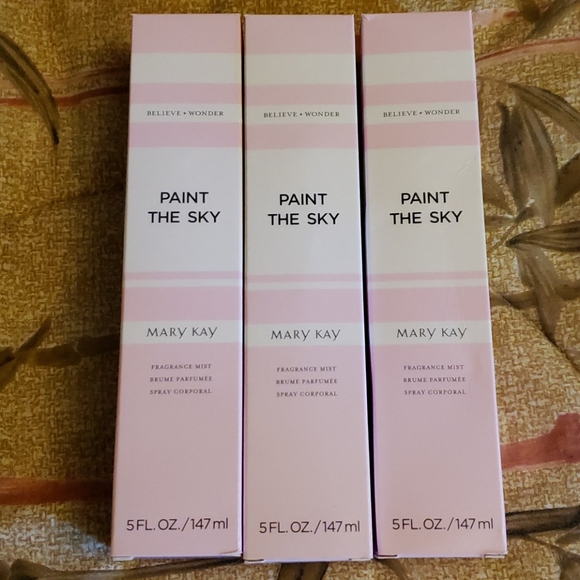 BELIEVE • WONDER
PAINT
THE SKY
MARY KAY
FRAGRANCE MIST
BRUME PARFUMÉE
SPRAY CORPORAL
5 FL. OZ./147 ml
BELIEVE • WONDER
PAINT
THE SKY
MARY KAY
FRAGRANCE MIST
BRUME PARFUMÉE
SPRAY CORPORAL
5 FL. OZ./147 ml
BELIEVE • WONDER
PAINT
THE SKY
MARY KAY
FRAGRANCE MIST
BRUME PARFUMÉE
SPRAY CORPORAL
5 FL. OZ./147 ml